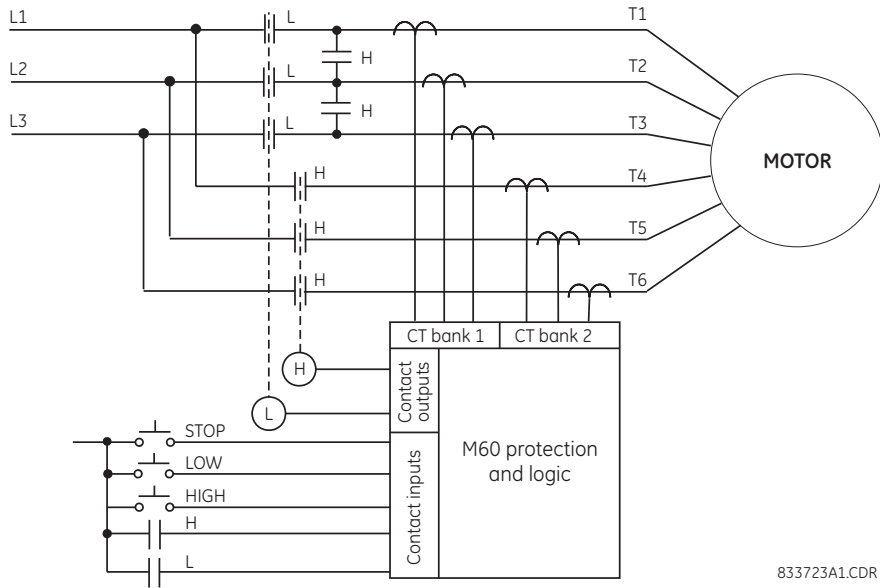 L1 L T1
H
L2 L T2
H
L3 L T3
MOTOR
H T4
H T5
H T6
CT bank 1 CT bank 2
H
Contact outputs
L
STOP
M60 protection
and logic
LOW
Contact inputs
HIGH
H
L
833723A1.CDR